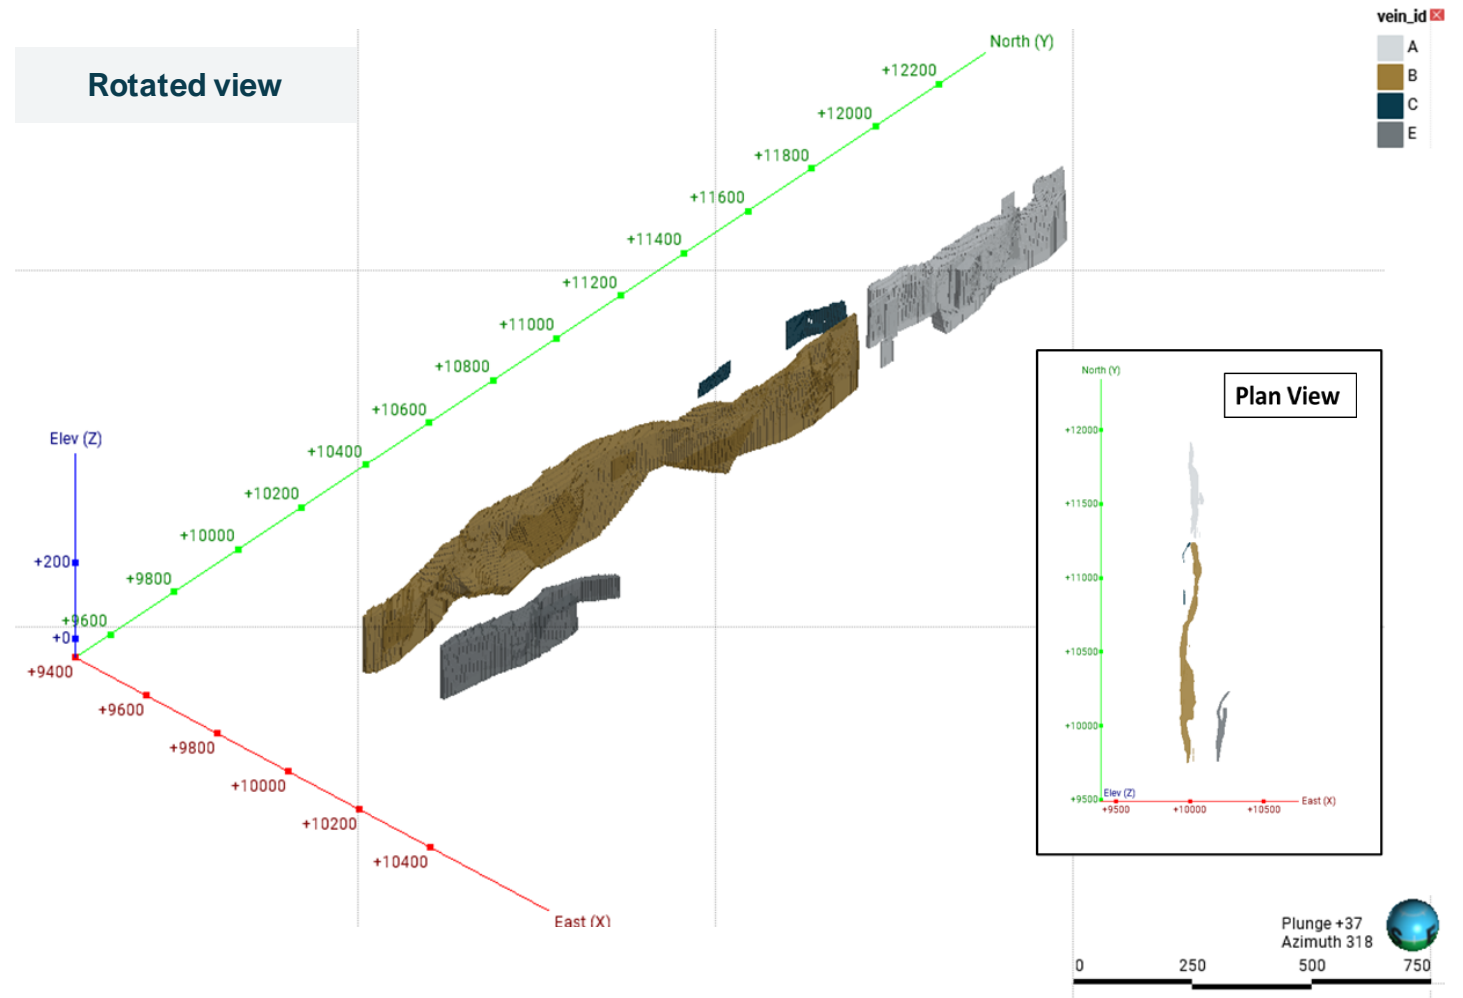 Rotated view
vein_id
A
B
C
E
North (Y)
+12200
+12000
+11800
+11600
+11400
+11200
+11000
+10800
+10600
+10400
+10200
+10000
+9800
+9600
Elev (Z)
+200
+0
+9400
+9600
+9800
+10000
+10200
+10400
East (X)
Plan View
North (Y)
+12000
+11500
+11000
+10500
+10000
+9500
Elev (Z)
East (X)
+9500
+10000
+10500
Plunge +37
Azimuth 318
0 250 500 750